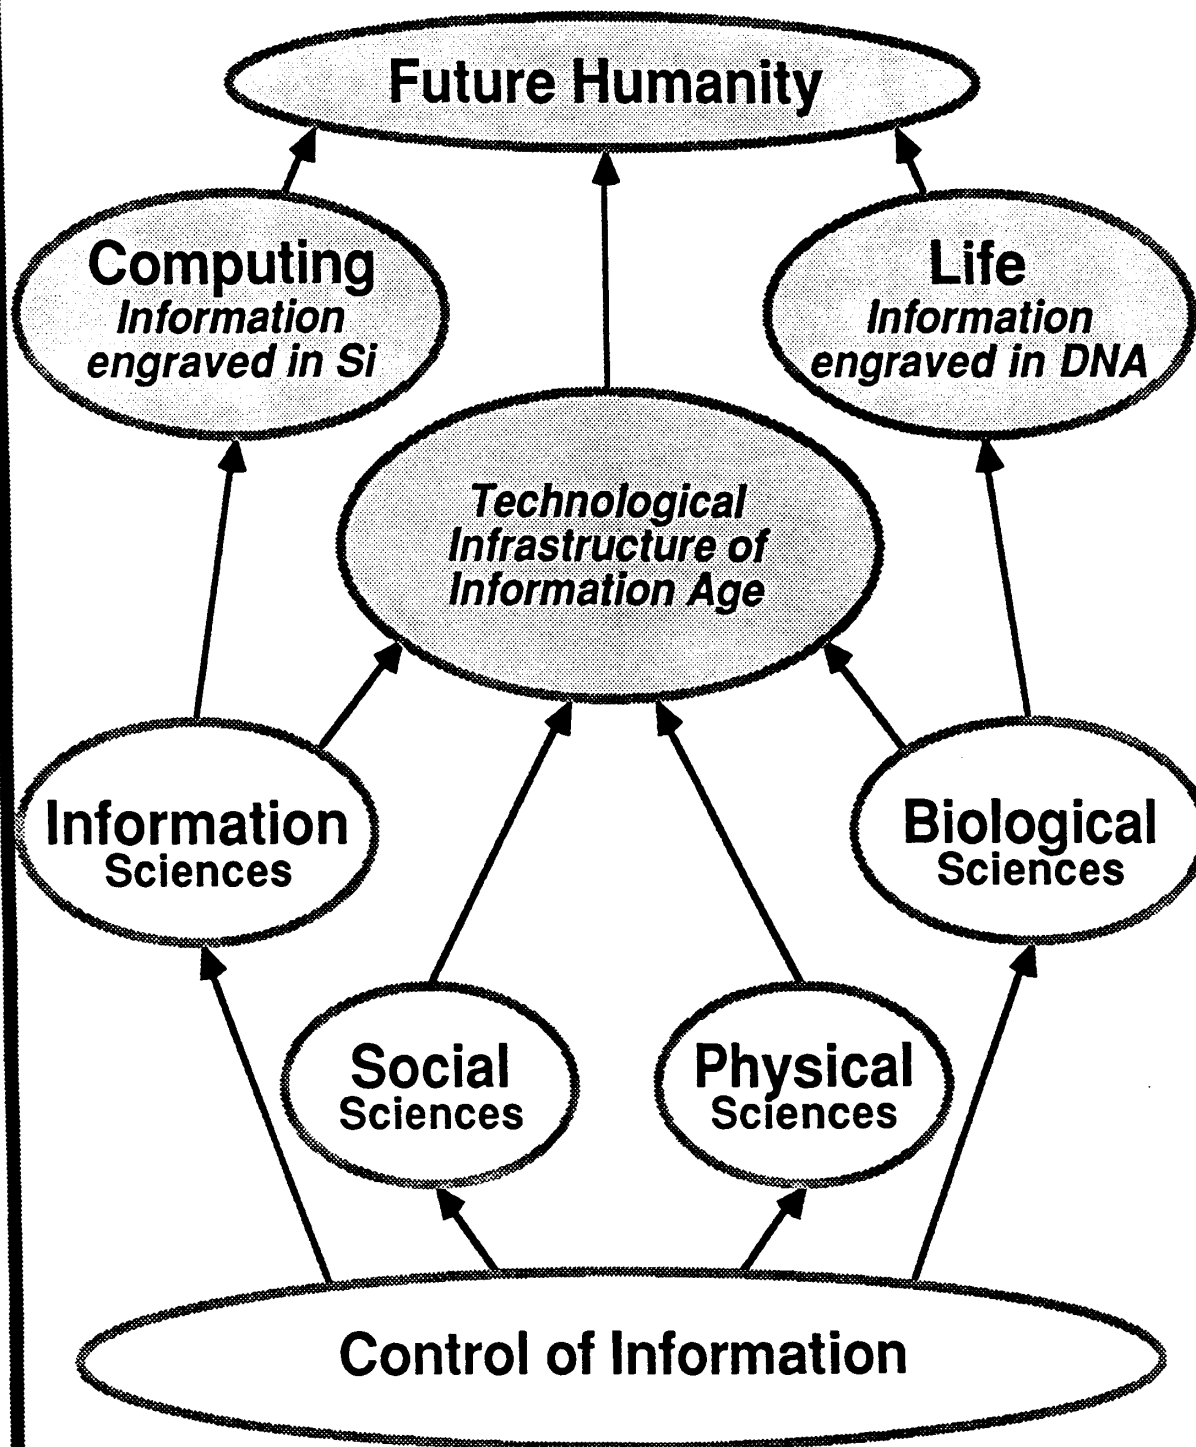 Future Humanity
Computing
Information
engraved in Si
Life
Information
engraved in DNA
Technological
Infrastructure of
Information Age
Information
Sciences
Biological
Sciences
Social
Sciences
Physical
Sciences
Control of Information